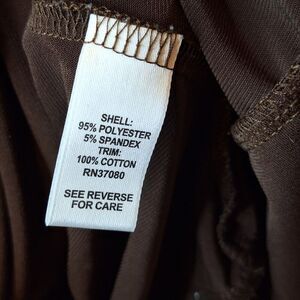 SHELL:
95% POLYESTER
5% SPANDEX
TRIM:
100% COTTON
RN37080
SEE REVERSE
FOR CARE